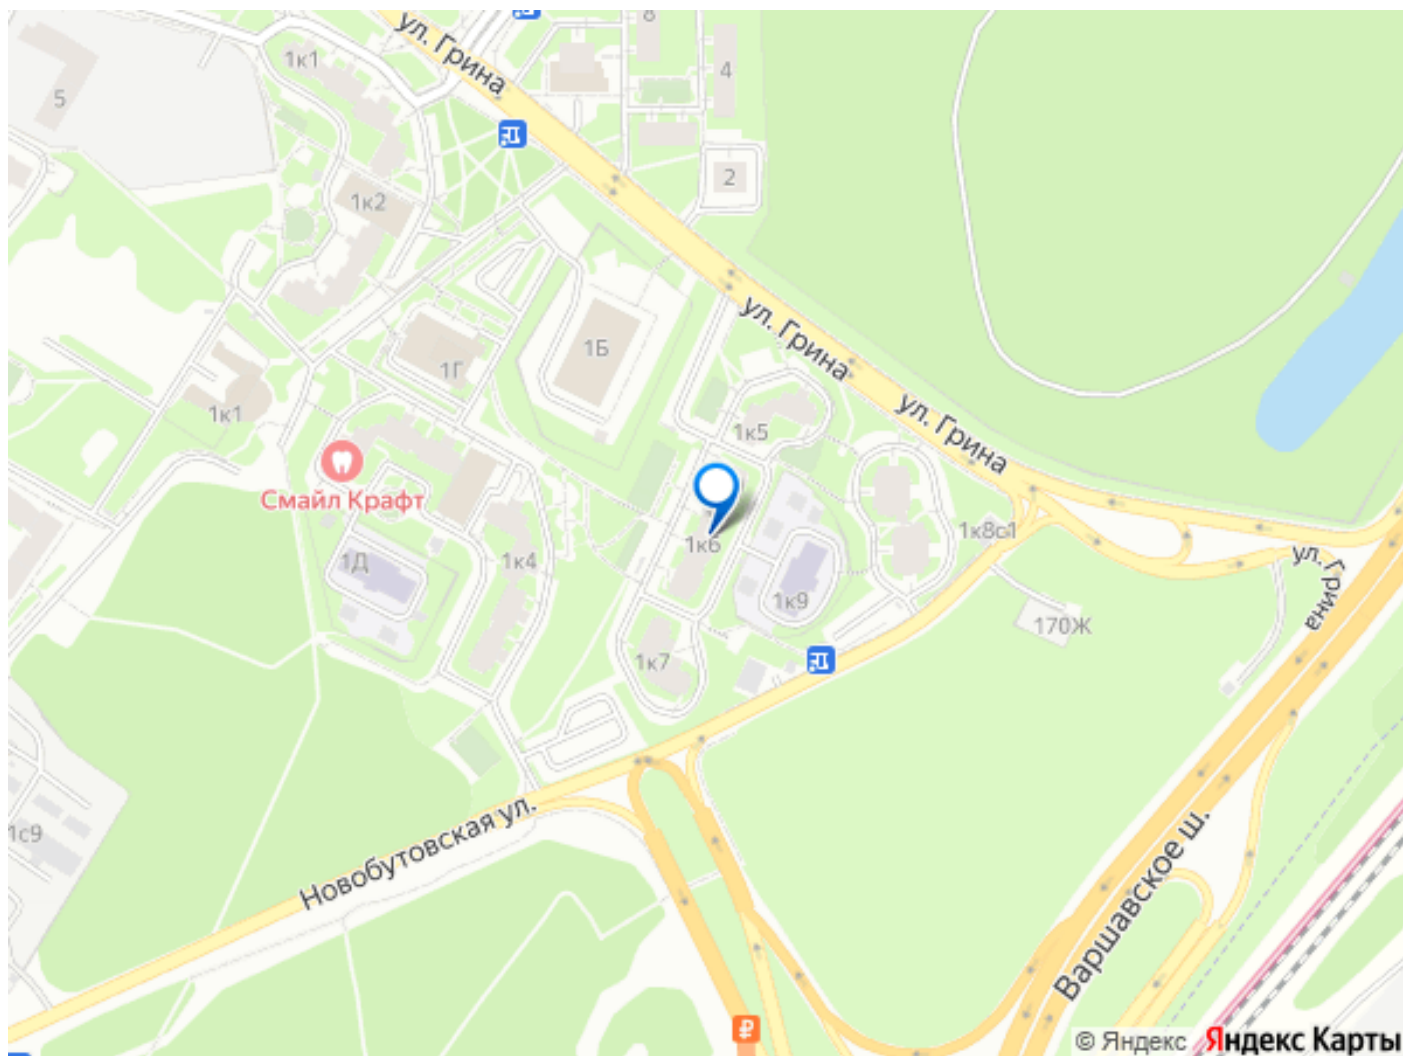 ул. Грина
8
1к1
4
5
2
1к2
ул. Грина
1Б
1Г
ул. Грина
1к1
1к5
Смайл Крафт
1к8с1
1к6
ул. Грина
1Д
1к4
1к9
170Ж
1к7
Варшавское ш.
1с9
Новобутовская ул.
₽
© Яндекс Яндекс Карты